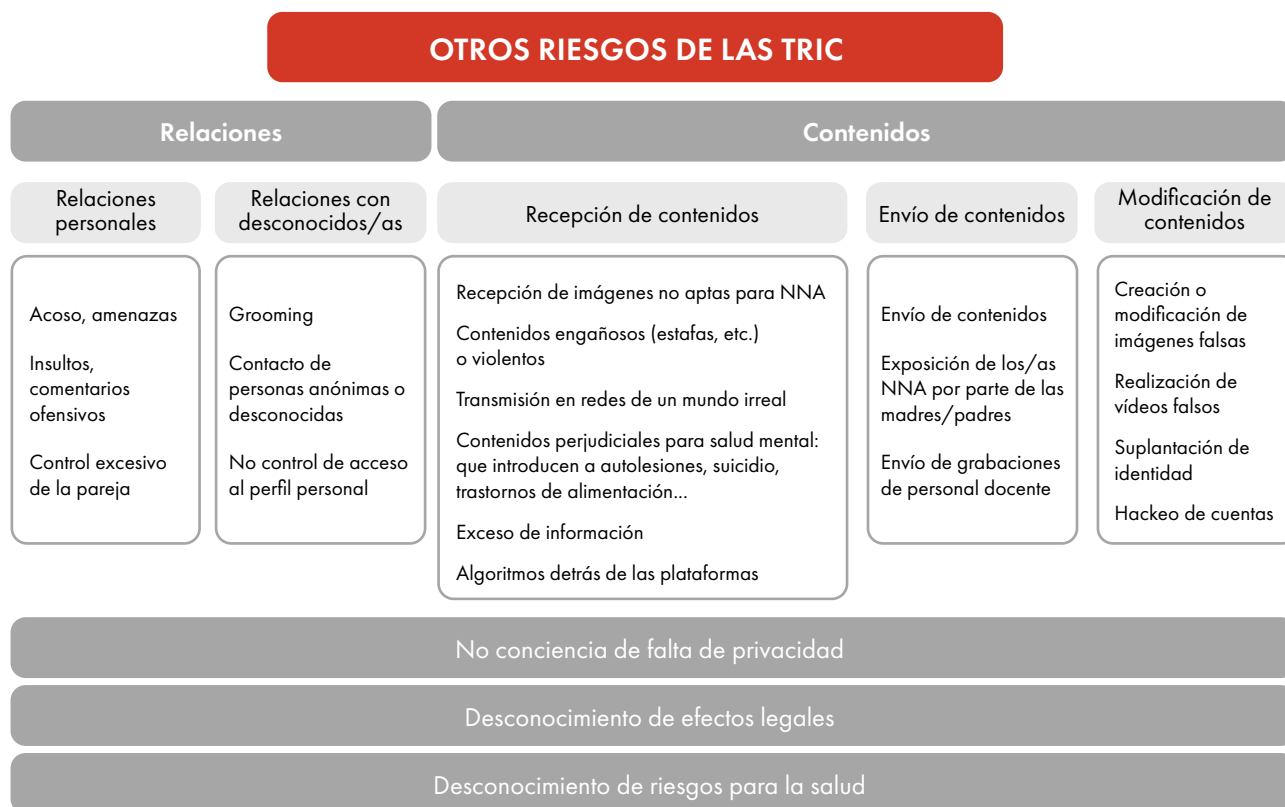 OTROS RIESGOS DE LAS TRIC
Relaciones
Contenidos
Relaciones
personales
Relaciones con
desconocidos/as
Recepción de contenidos
Envío de contenidos
Modificación de
contenidos
Acoso, amenazas
Insultos,
comentarios
ofensivos
Control excesivo
de la pareja
Grooming
Contacto de
personas anónimas o
desconocidas
No control de acceso
al perfil personal
Recepción de imágenes no aptas para NNA
Contenidos engañosos (estafas, etc.)
o violentos
Transmisión en redes de un mundo irreal
Contenidos perjudiciales para salud mental:
que introducen a autolesiones, suicidio,
trastornos de alimentación...
Exceso de información
Algoritmos detrás de las plataformas
Envío de contenidos
Exposición de los/as
NNA por parte de las
madres/padres
Envío de grabaciones
de personal docente
Creación o
modificación de
imágenes falsas
Realización de
vídeos falsos
Suplantación de
identidad
Hackeo de cuentas
No conciencia de falta de privacidad
Desconocimiento de efectos legales
Desconocimiento de riesgos para la salud